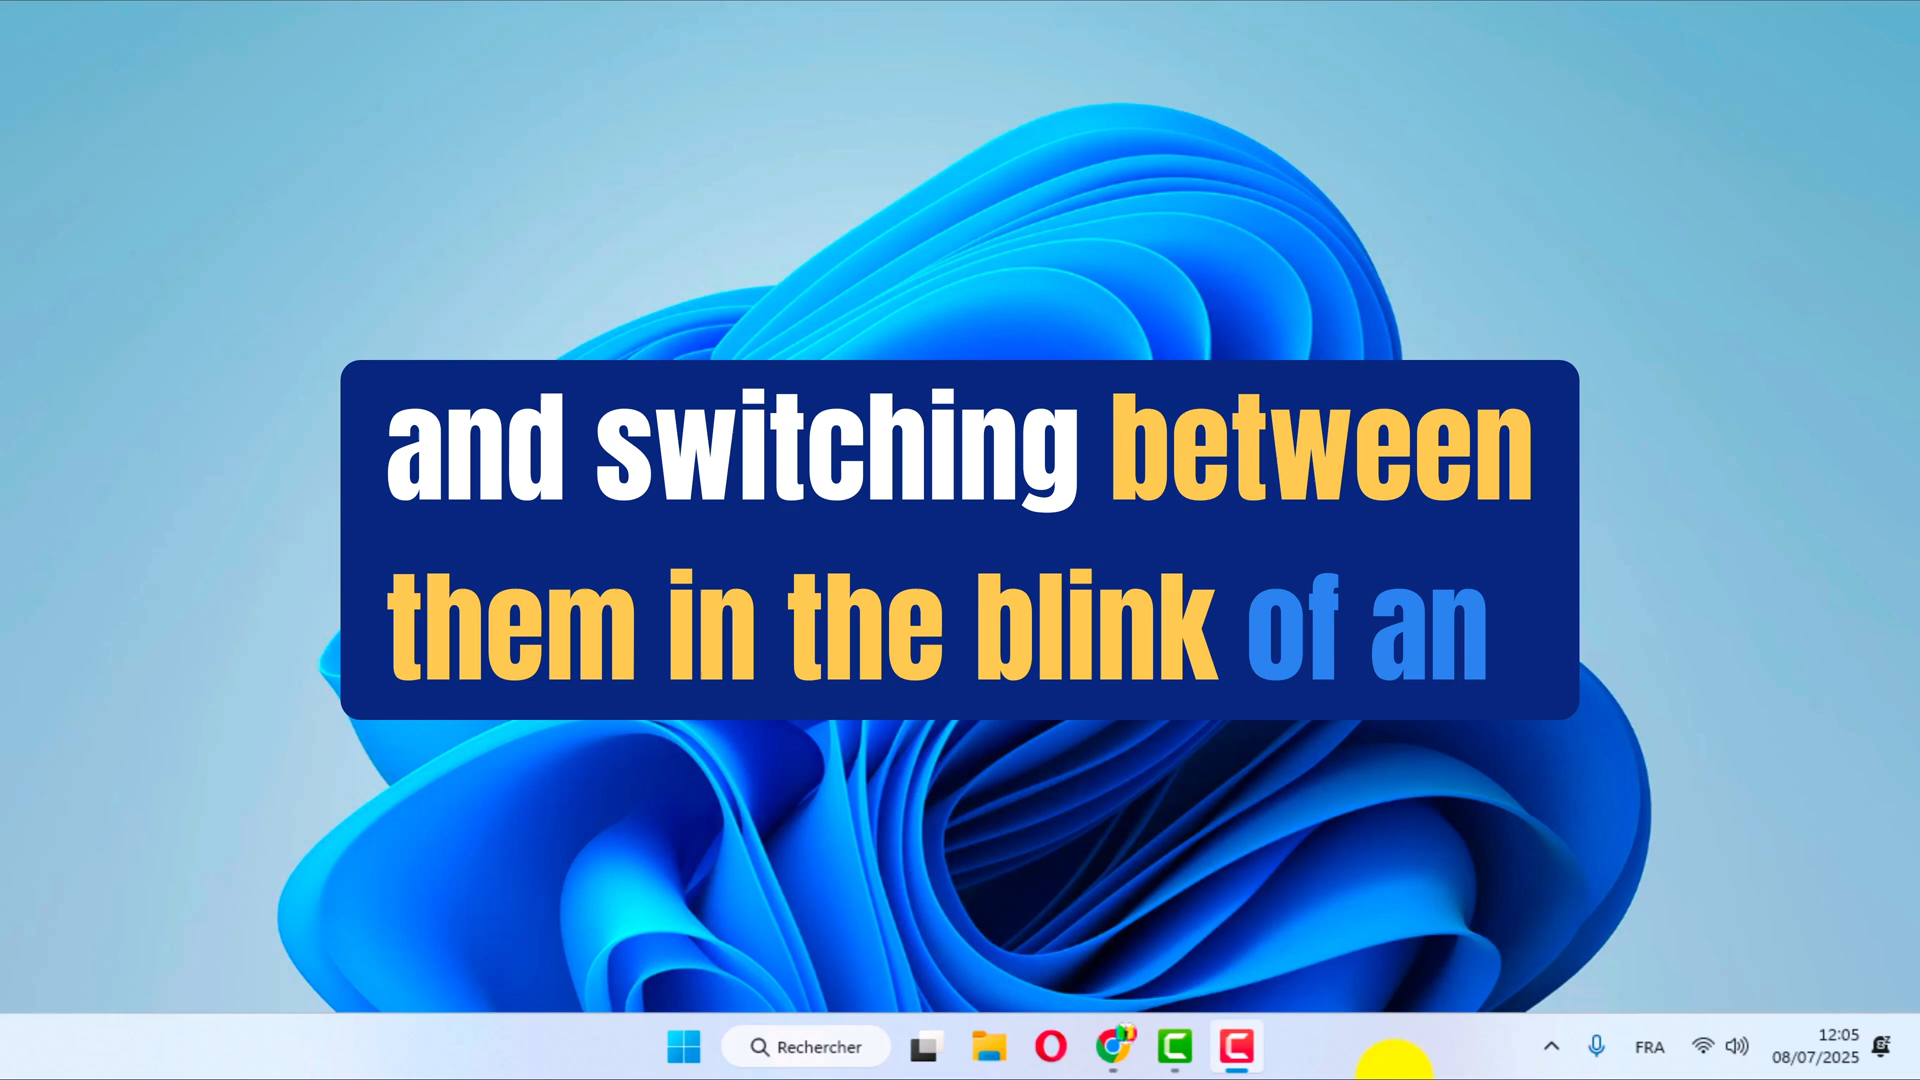 and switching between
them in the blink of an
Rechercher
FRA
12:05
08/07/2025